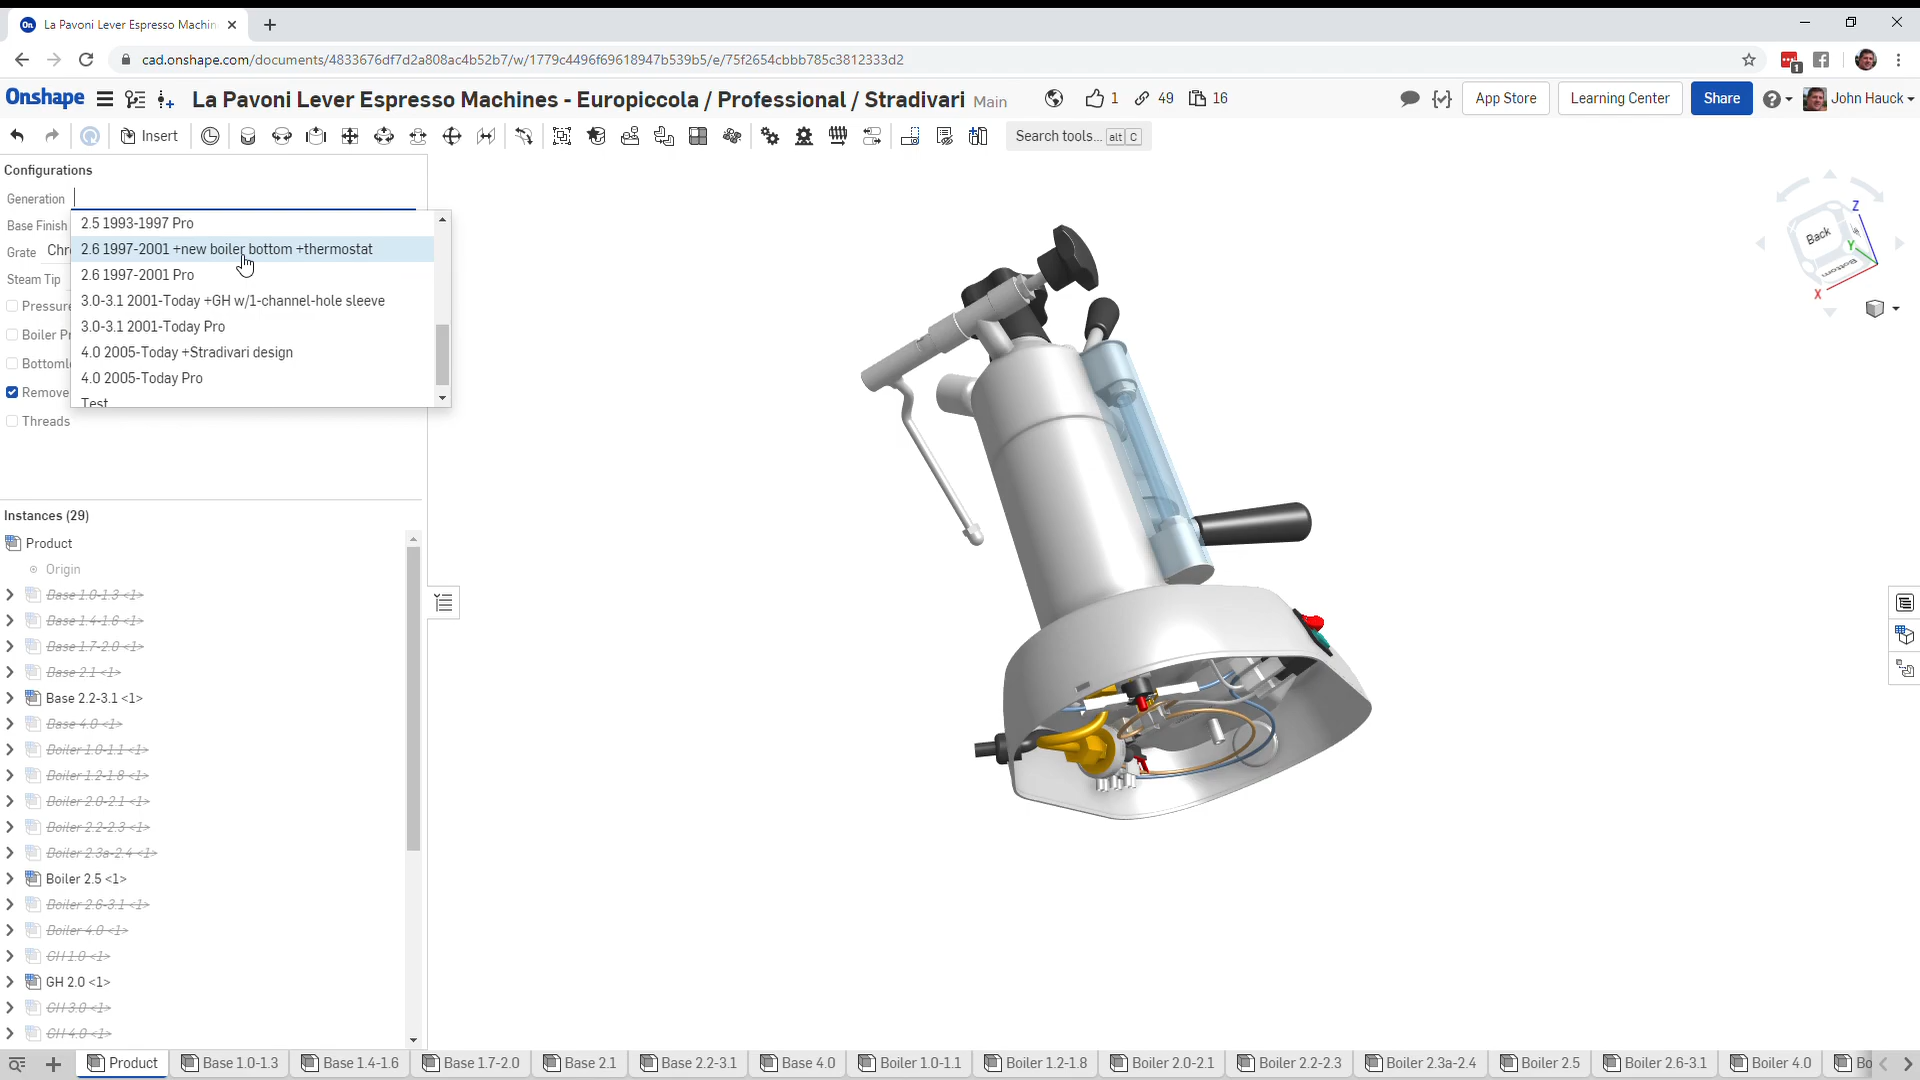 La Pavoni Lever Espresso Machin
cad.onshape.com/documents/4833676df7d2a808ac4b52b7/w/1779c4496f69618947b539b5/e/75f2654cbbb785c3812333d2
1
Onshape
La Pavoni Lever Espresso Machines - Europiccola / Professional / Stradivari Main
1
49
16
App Store
Learning Center
Share
John Hauck
Insert
Search tools... alt C
Configurations
Generation
Base Finish
Grate Chr
Steam Tip
Pressure
Boiler Pr
Bottoml
Remove
Threads
2.5 1993-1997 Pro
2.6 1997-2001 +new boiler bottom +thermostat
2.6 1997-2001 Pro
3.0-3.1 2001-Today +GH w/1-channel-hole sleeve
3.0-3.1 2001-Today Pro
4.0 2005-Today +Stradivari design
4.0 2005-Today Pro
Test
Instances (29)
Product
Origin
Base 1.0-1.3 <1>
Base 1.4-1.6 <1>
Base 1.7-2.0 <1>
Base 2.1 <1>
Base 2.2-3.1 <1>
Base 4.0 <1>
Boiler 1.0-1.1 <1>
Boiler 1.2-1.8 <1>
Boiler 2.0-2.1 <1>
Boiler 2.2-2.3 <1>
Boiler 2.3a-2.4 <1>
Boiler 2.5 <1>
Boiler 2.6-3.1 <1>
Boiler 4.0 <1>
GH 1.0 <1>
GH 2.0 <1>
GH 3.0 <1>
GH 4.0 <1>
Z
Back
Y
Bottom
X
Product
Base 1.0-1.3
Base 1.4-1.6
Base 1.7-2.0
Base 2.1
Base 2.2-3.1
Base 4.0
Boiler 1.0-1.1
Boiler 1.2-1.8
Boiler 2.0-2.1
Boiler 2.2-2.3
Boiler 2.3a-2.4
Boiler 2.5
Boiler 2.6-3.1
Boiler 4.0
Bo